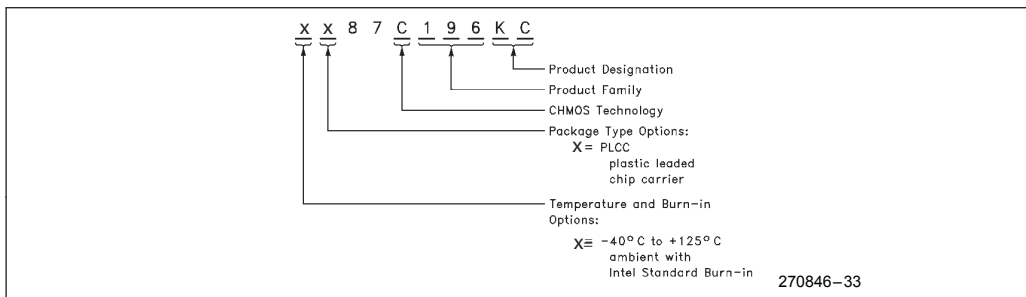 x x 8 7 C 1 9 6 K C
Product Designation
Product Family
CHMOS Technology
Package Type Options:
X = PLCC
plastic leaded
chip carrier
Temperature and Burn-in
Options:
X= -40°C to +125°C
ambient with
Intel Standard Burn-in
270846-33